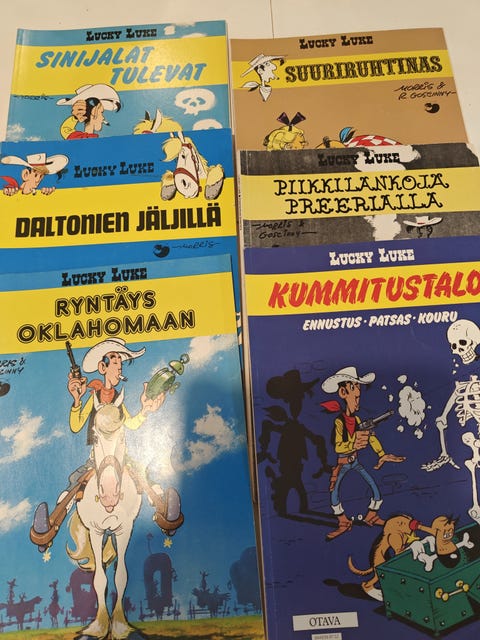 LUCKY LUKE
SINIJALAT
TULEVAT
MORRIS
LUCKY LUKE
SUURIRUHTINAS
MORRIS &
R. GOSCINNY
LUCKY LUKE
DALTONIEN JÄLJILLÄ
MORRIS
LUCKY LUKE
PIIKKILANKOJA
PREERIALLA
MORRIS &
GOSCINNY
LUCKY LUKE
RYNTÄYS
OKLAHOMAAN
LUCKY LUKE
KUMMITUSTALO
ENNUSTUS · PATSAS · KOURU
OTAVA